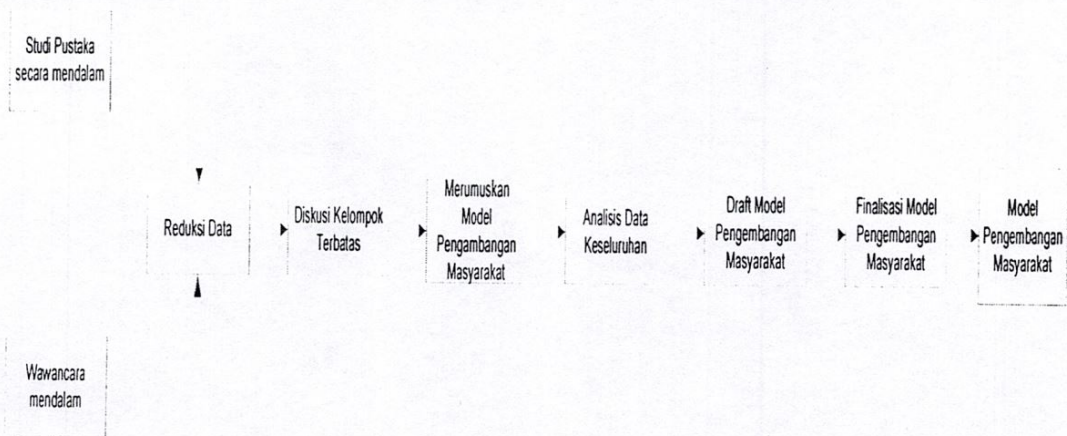 Studi Pustaka
secara mendalam
Reduksi Data
Diskusi Kelompok
Terbatas
Merumuskan
Model
Pengambangan
Masyarakat
Analisis Data
Keseluruhan
Draft Model
Pengembangan
Masyarakat
Finalisasi Model
Pengembangan
Masyarakat
Model
Pengembangan
Masyarakat
Wawancara
mendalam